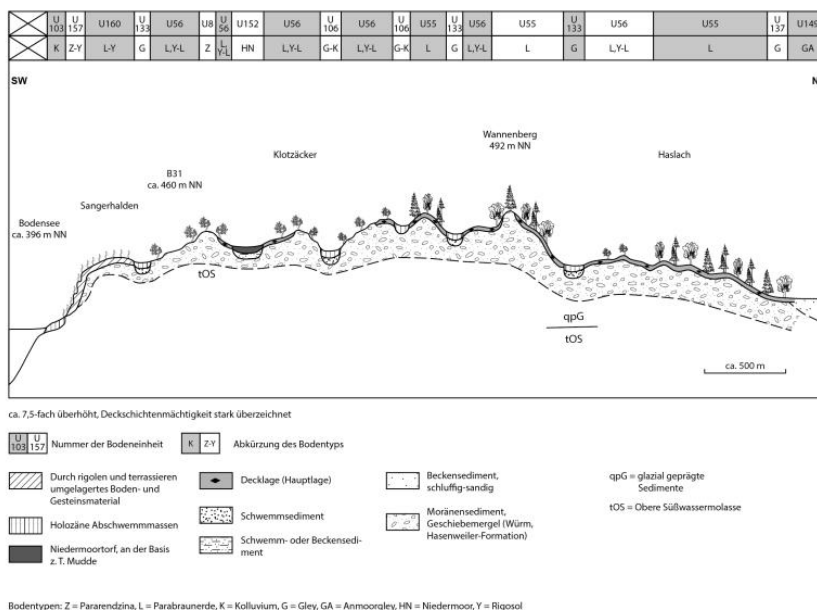 U 103 U 157 U160 U 133 U56 U8 U 56 U152 U56 U 106 U56 U 106 U55 U 133 U56 U55 U 133 U56 U55 U 137 U149
K Z-Y L-Y G L,Y-L Z L Y-L HN L,Y-L G-K L,Y-L G-K L G L,Y-L L G L,Y-L L G GA
SW N
Wannenberg
492 m NN
Klotzäcker
Haslach
B31
ca. 460 m NN
Sangerhalden
Bodensee
ca. 396 m NN
tOS
qpG
tOS
ca. 500 m
ca. 7,5-fach überhöht, Deckschichtenmächtigkeit stark überzeichnet
U 103 U 157 Nummer der Bodeneinheit K Z-Y Abkürzung des Bodentyps
Durch rigolen und terrassieren
umgelagertes Boden- und
Gesteinsmaterial
Holozäne Abschwemmmassen
Niedermoortorf, an der Basis
z. T. Mudde
Decklage (Hauptlage)
Schwemmsediment
Schwemm- oder Beckensedi-
ment
Beckensediment,
schluffig-sandig
Moränensediment,
Geschiebemergel (Würm,
Hasenweiler-Formation)
qpG = glazial geprägte
Sedimente
tOS = Obere Süßwassermolasse
Bodentypen: Z = Pararendzina, L = Parabraunerde, K = Kolluvium, G = Gley, GA = Anmoorgley, HN = Niedermoor, Y = Rigosol